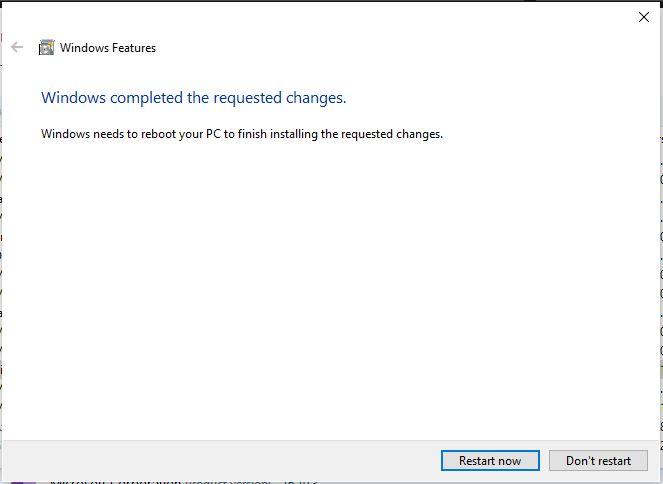 Windows Features
Windows completed the requested changes.
Windows needs to reboot your PC to finish installing the requested changes.
Restart now
Don't restart